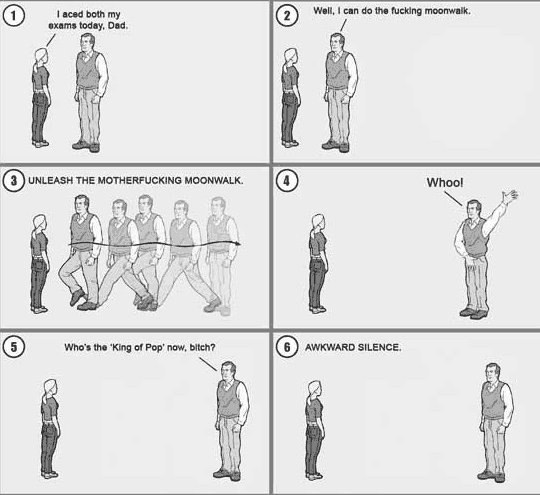 1
I aced both my
exams today, Dad.
2
Well, I can do the fucking moonwalk.
3 UNLEASH THE MOTHERFUCKING MOONWALK.
4
Whoo!
5
Who's the 'King of Pop' now, bitch?
6 AWKWARD SILENCE.